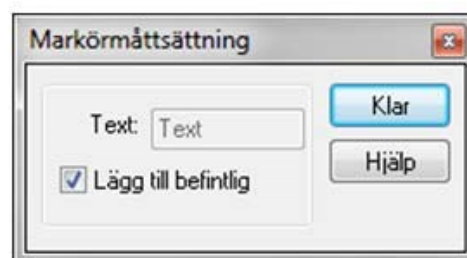 Markörmåttsättning
Text: Text
Klar
Lägg till befintlig
Hjälp